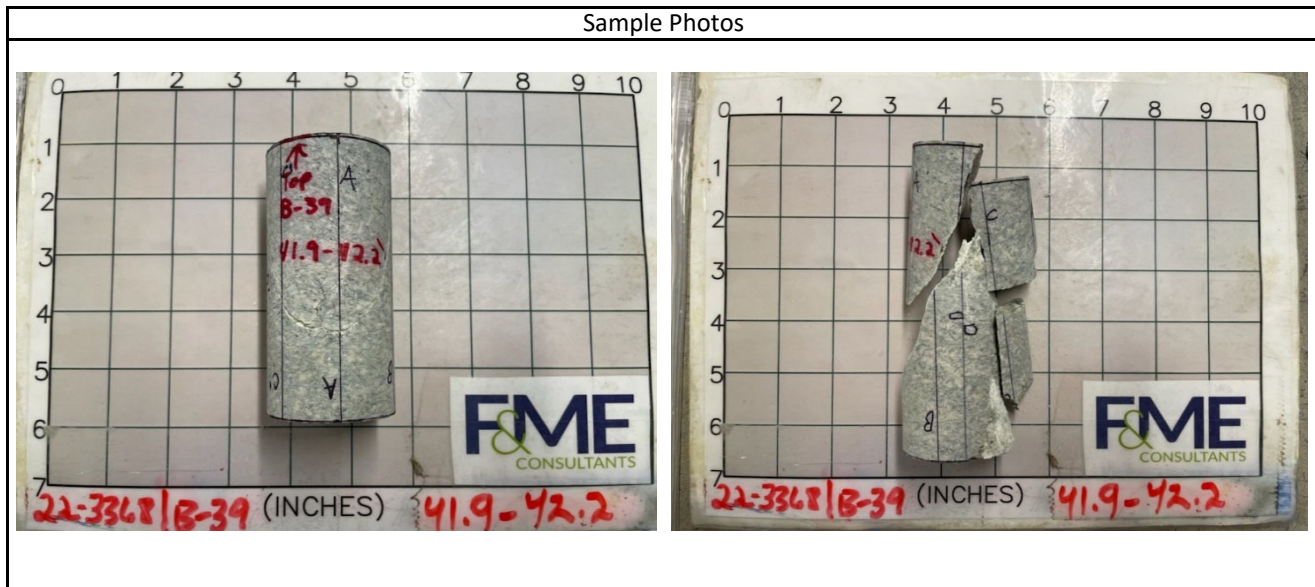 Sample Photos
0 1 2 3 4 5 6 7 8 9 10
1
2
3
4
5
6
7
A
Top
B-39
41.9-42.2'
C
A
B
F&ME
CONSULTANTS
22-3368 | B-39 (INCHES) 41.9-42.2
0 1 2 3 4 5 6 7 8 9 10
1
2
3
4
5
6
7
C
2.2'
B
F&ME
CONSULTANTS
22-3368 | B-39 (INCHES) 41.9-42.2